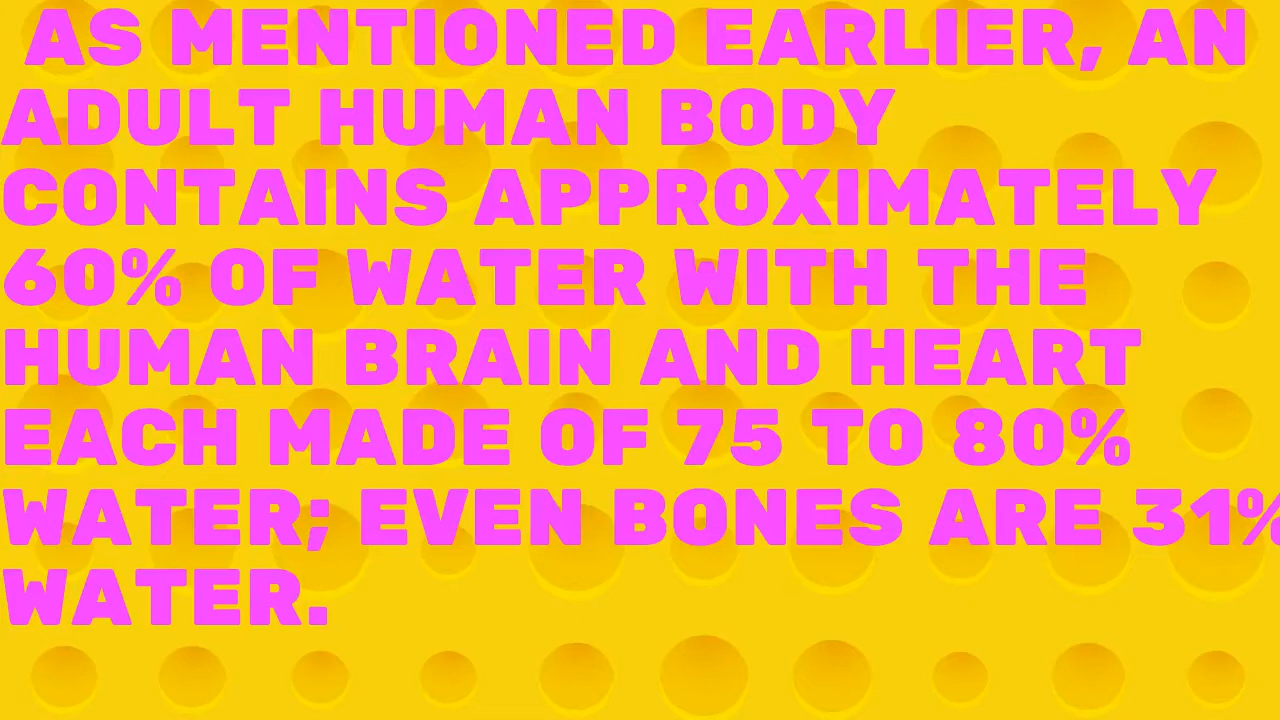 AS MENTIONED EARLIER, AN
ADULT HUMAN BODY
CONTAINS APPROXIMATELY
60% OF WATER WITH THE
HUMAN BRAIN AND HEART
EACH MADE OF 75 TO 80%
WATER; EVEN BONES ARE 31%
WATER.